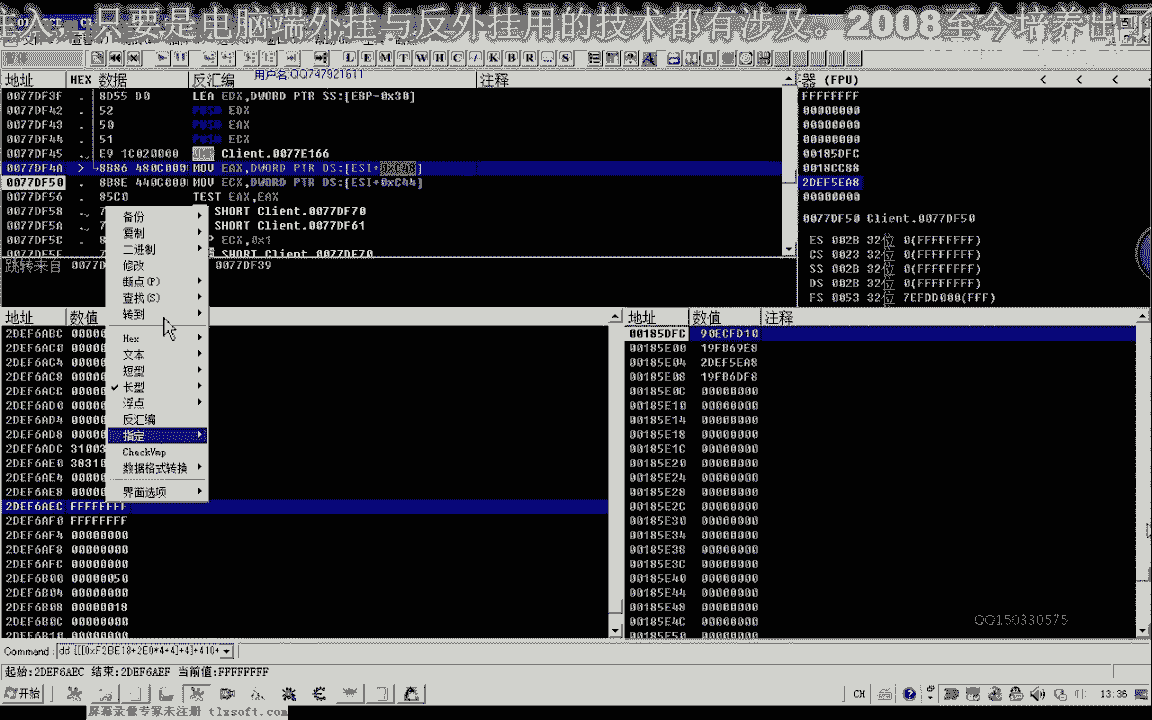 注入，只要是电脑端外挂与反外挂用的技术都有涉及。2008至今培养出了
L E M T W H C / K B R ... S
用户名:QQ747921611
地址 HEX 数据 反汇编 注释
0077DF3F . 8D55 D0 LEA EDX,DWORD PTR SS:[EBP-0x30]
0077DF42 . 52 PUSH EDX
0077DF43 . 50 PUSH EAX
0077DF44 . 51 PUSH ECX
0077DF45 .. E9 1C020000 JMP Client.0077E166
0077DF4A > 8B86 480C000 MOV EAX,DWORD PTR DS:[ESI+0xC48]
0077DF50 8B8E 440C000 MOV ECX,DWORD PTR DS:[ESI+0xC44]
0077DF56 . 85C0 TEST EAX,EAX
0077DF58 .. 7 SHORT Client.0077DF70
0077DF5A .. 7 SHORT Client.0077DF61
0077DF5C . 8 P ECX,0x1
0077DF5F .. 7 SHORT Client.0077DF70
跳转来自 0077D 0077DF39
器 (FPU) < < <
FFFFFFFF
00000000
00000000
00000000
00185DFC
0018CC88
2DEF5EA8
00000000
0077DF50 Client.0077DF50
ES 002B 32位 0(FFFFFFFF)
CS 0023 32位 0(FFFFFFFF)
SS 002B 32位 0(FFFFFFFF)
DS 002B 32位 0(FFFFFFFF)
FS 0053 32位 7EFDD000(FFF)
备份
复制
二进制
修改
断点(P)
查找(S)
转到
Hex
文本
短型
长型
浮点
反汇编
指定
CheckVmp
数据格式转换
界面选项
地址 数值
2DEF6ABC 00000
2DEF6AC0 00000
2DEF6AC4 00000
2DEF6AC8 00000
2DEF6ACC 00000
2DEF6AD0 00000
2DEF6AD4 00000
2DEF6AD8 00000
2DEF6ADC 31003
2DEF6AE0 30310
2DEF6AE4 00000
2DEF6AE8 00000
2DEF6AEC FFFFFFFF
2DEF6AF0 FFFFFFFF
2DEF6AF4 00000000
2DEF6AF8 00000000
2DEF6AFC 00000000
2DEF6B00 00000050
2DEF6B04 00000000
2DEF6B08 00000018
2DEF6B0C 00000000
2DEF6B10 00000000
地址 数值 注释
00185DFC 90ECFD10
00185E00 19F869E8
00185E04 2DEF5EA8
00185E08 19F86DF8
00185E0C 00000000
00185E10 00000000
00185E14 00000000
00185E18 00000000
00185E1C 00000000
00185E20 00000000
00185E24 00000000
00185E28 00000000
00185E2C 00000000
00185E30 00000000
00185E34 00000000
00185E38 00000000
00185E3C 00000000
00185E40 00000000
00185E44 00000000
00185E48 00000000
00185E4C 00000000
00185E50 00000000
QQ150330575
Command: dd [[[0xF2BE18+2E0*4+4]+4]+410+
起始:2DEF6AEC 结束:2DEF6AEF 当前值:FFFFFFFF
开始
CH
13:36
屏幕录像专家未注册 tlxsoft.com